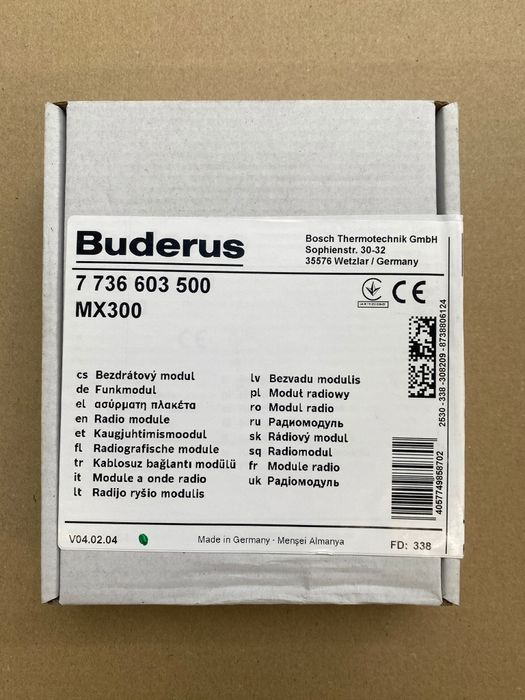 Buderus
Bosch Thermotechnik GmbH
Sophienstr. 30-32
35576 Wetzlar / Germany
7 736 603 500
MX300
CE
2530 -338 -308209 -8738806124
cs Bezdrátový modul
de Funkmodul
el ασύρματη πλακέτα
en Radio module
et Kaugjuhtimismoodul
fl Radiografische module
tr Kablosuz bağlantı modülü
it Module a onde radio
lt Radijo ryšio modulis
lv Bezvadu modulis
pl Moduł radiowy
ro Modul radio
ru Радиомодуль
sk Rádiový modul
sq Radiomodul
fr Module radio
uk Радіомодуль
4057749858702
V04.02.04
Made in Germany · Menşei Almanya
FD: 338